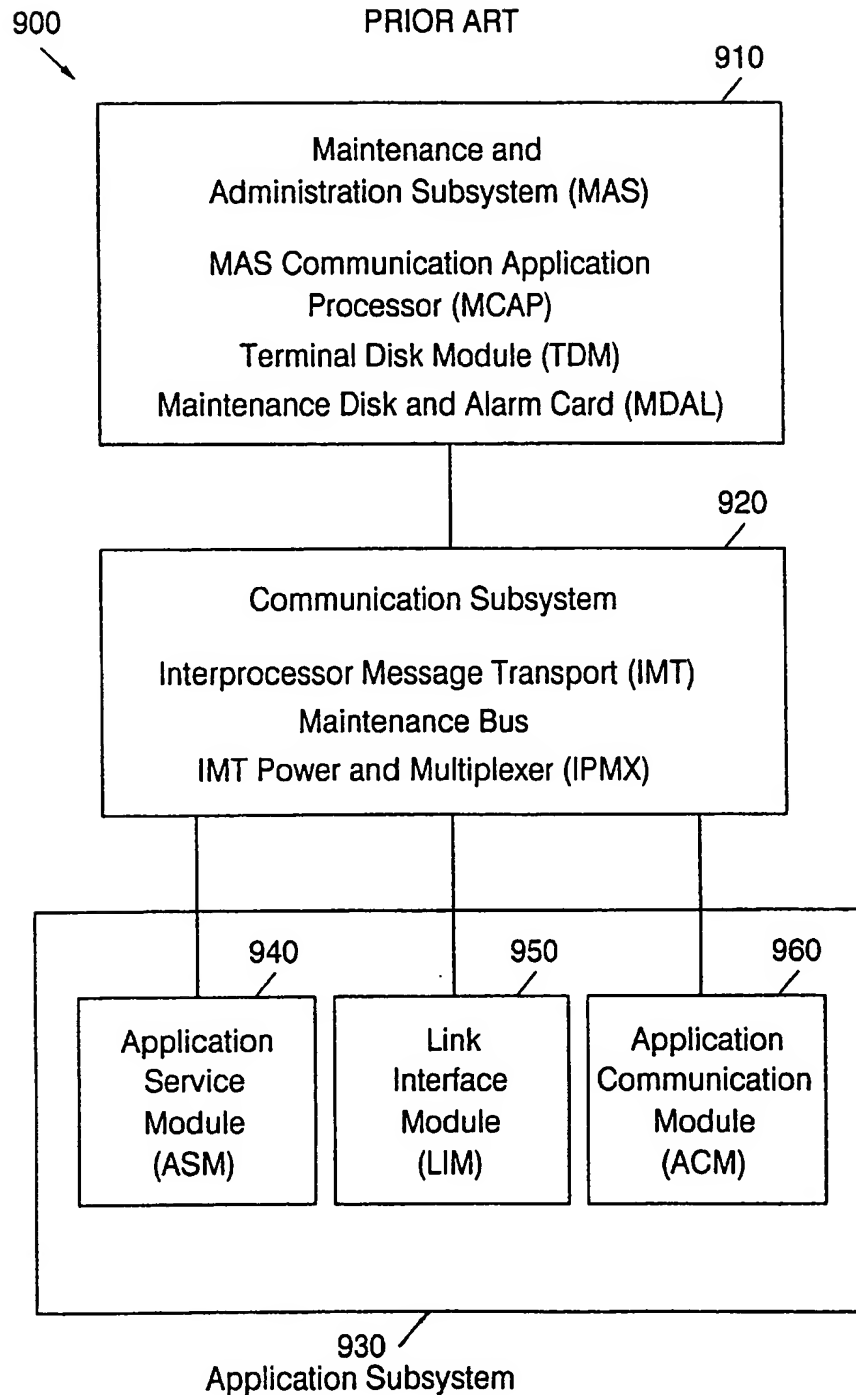 900
PRIOR ART
910
Maintenance and
Administration Subsystem (MAS)
MAS Communication Application
Processor (MCAP)
Terminal Disk Module (TDM)
Maintenance Disk and Alarm Card (MDAL)
920
Communication Subsystem
Interprocessor Message Transport (IMT)
Maintenance Bus
IMT Power and Multiplexer (IPMX)
940
Application
Service
Module
(ASM)
950
Link
Interface
Module
(LIM)
960
Application
Communication
Module
(ACM)
930
Application Subsystem